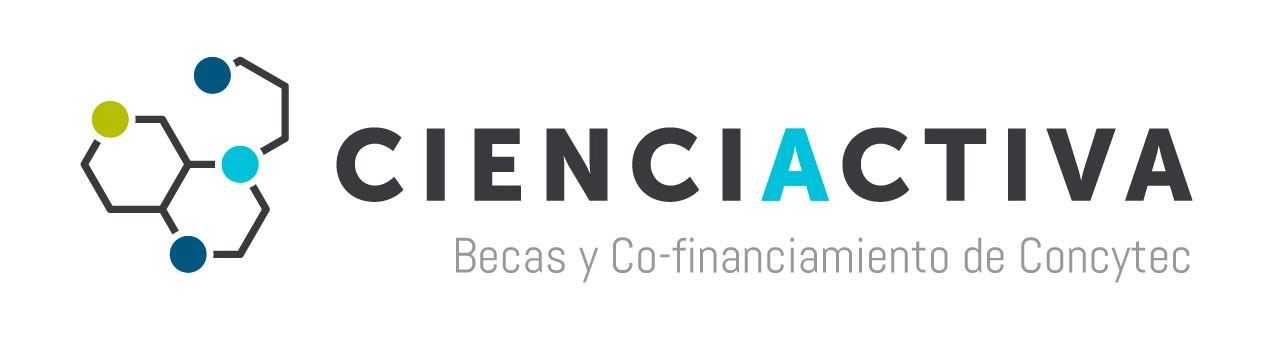 CIENCIACTIVA
Becas y Co-financiamiento de Concytec